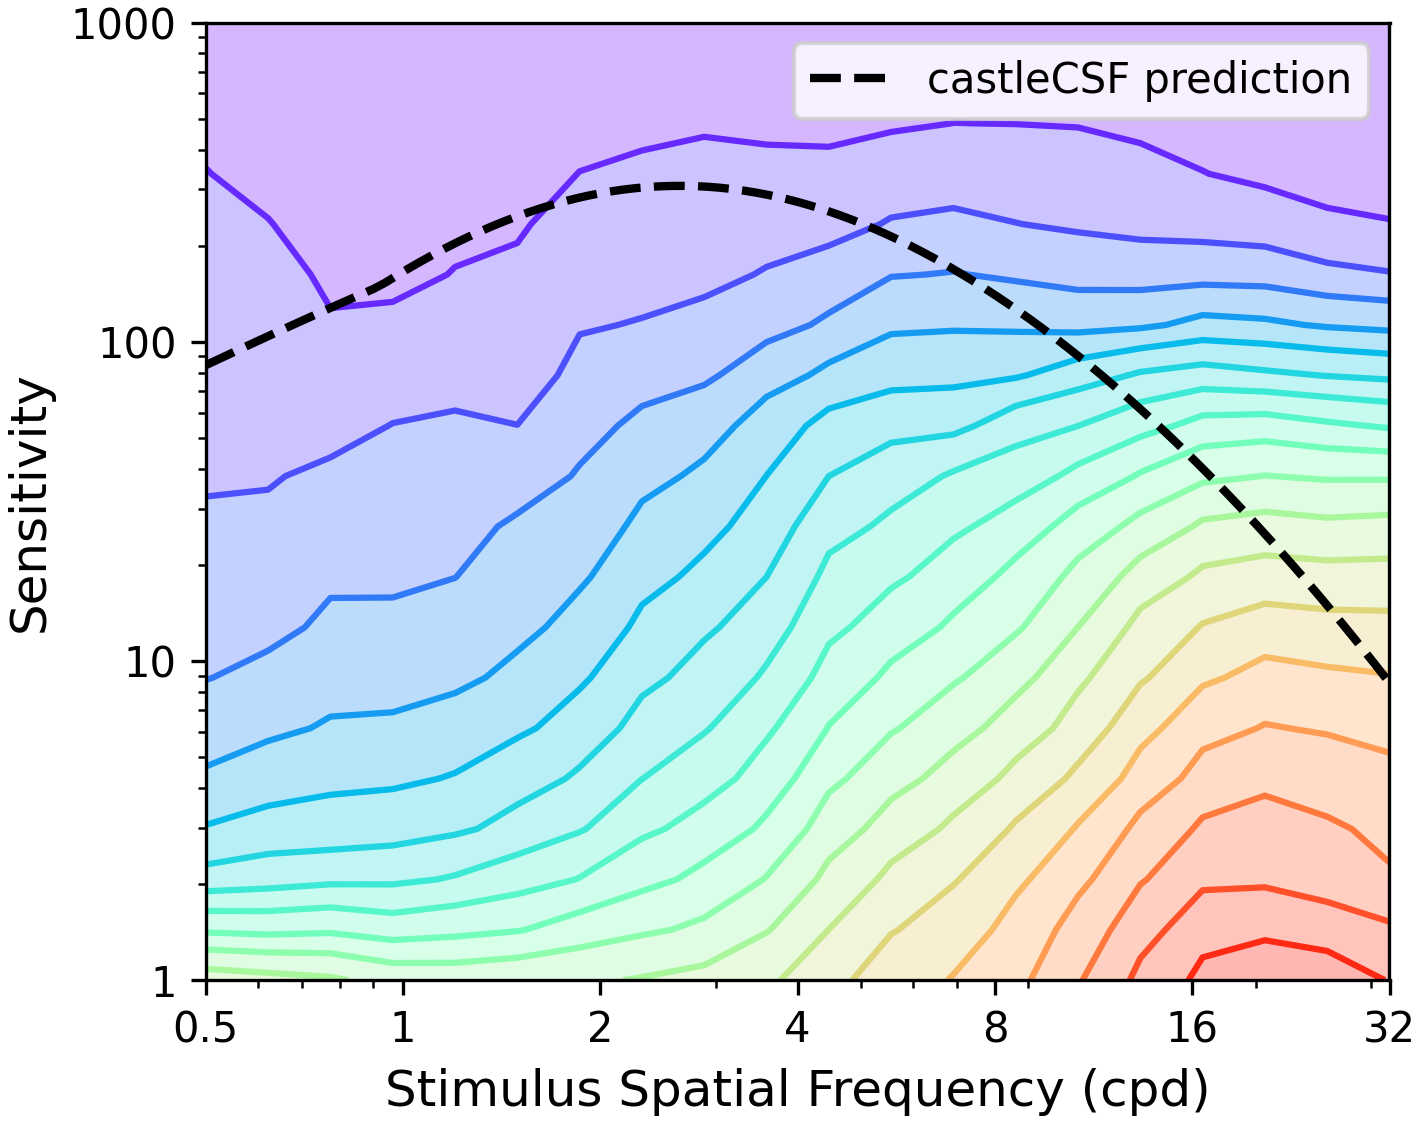 1000
castleCSF prediction
100
Sensitivity
10
1
0.5 1 2 4 8 16 32
Stimulus Spatial Frequency (cpd)